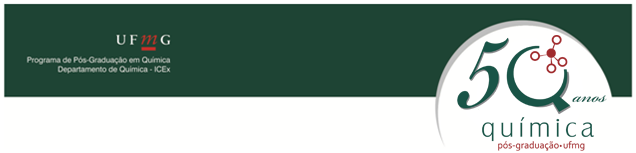 UFmG
Programa de Pós-Graduação em Química
Departamento de Química - ICEx
50 anos
química
pós-graduação•ufmg